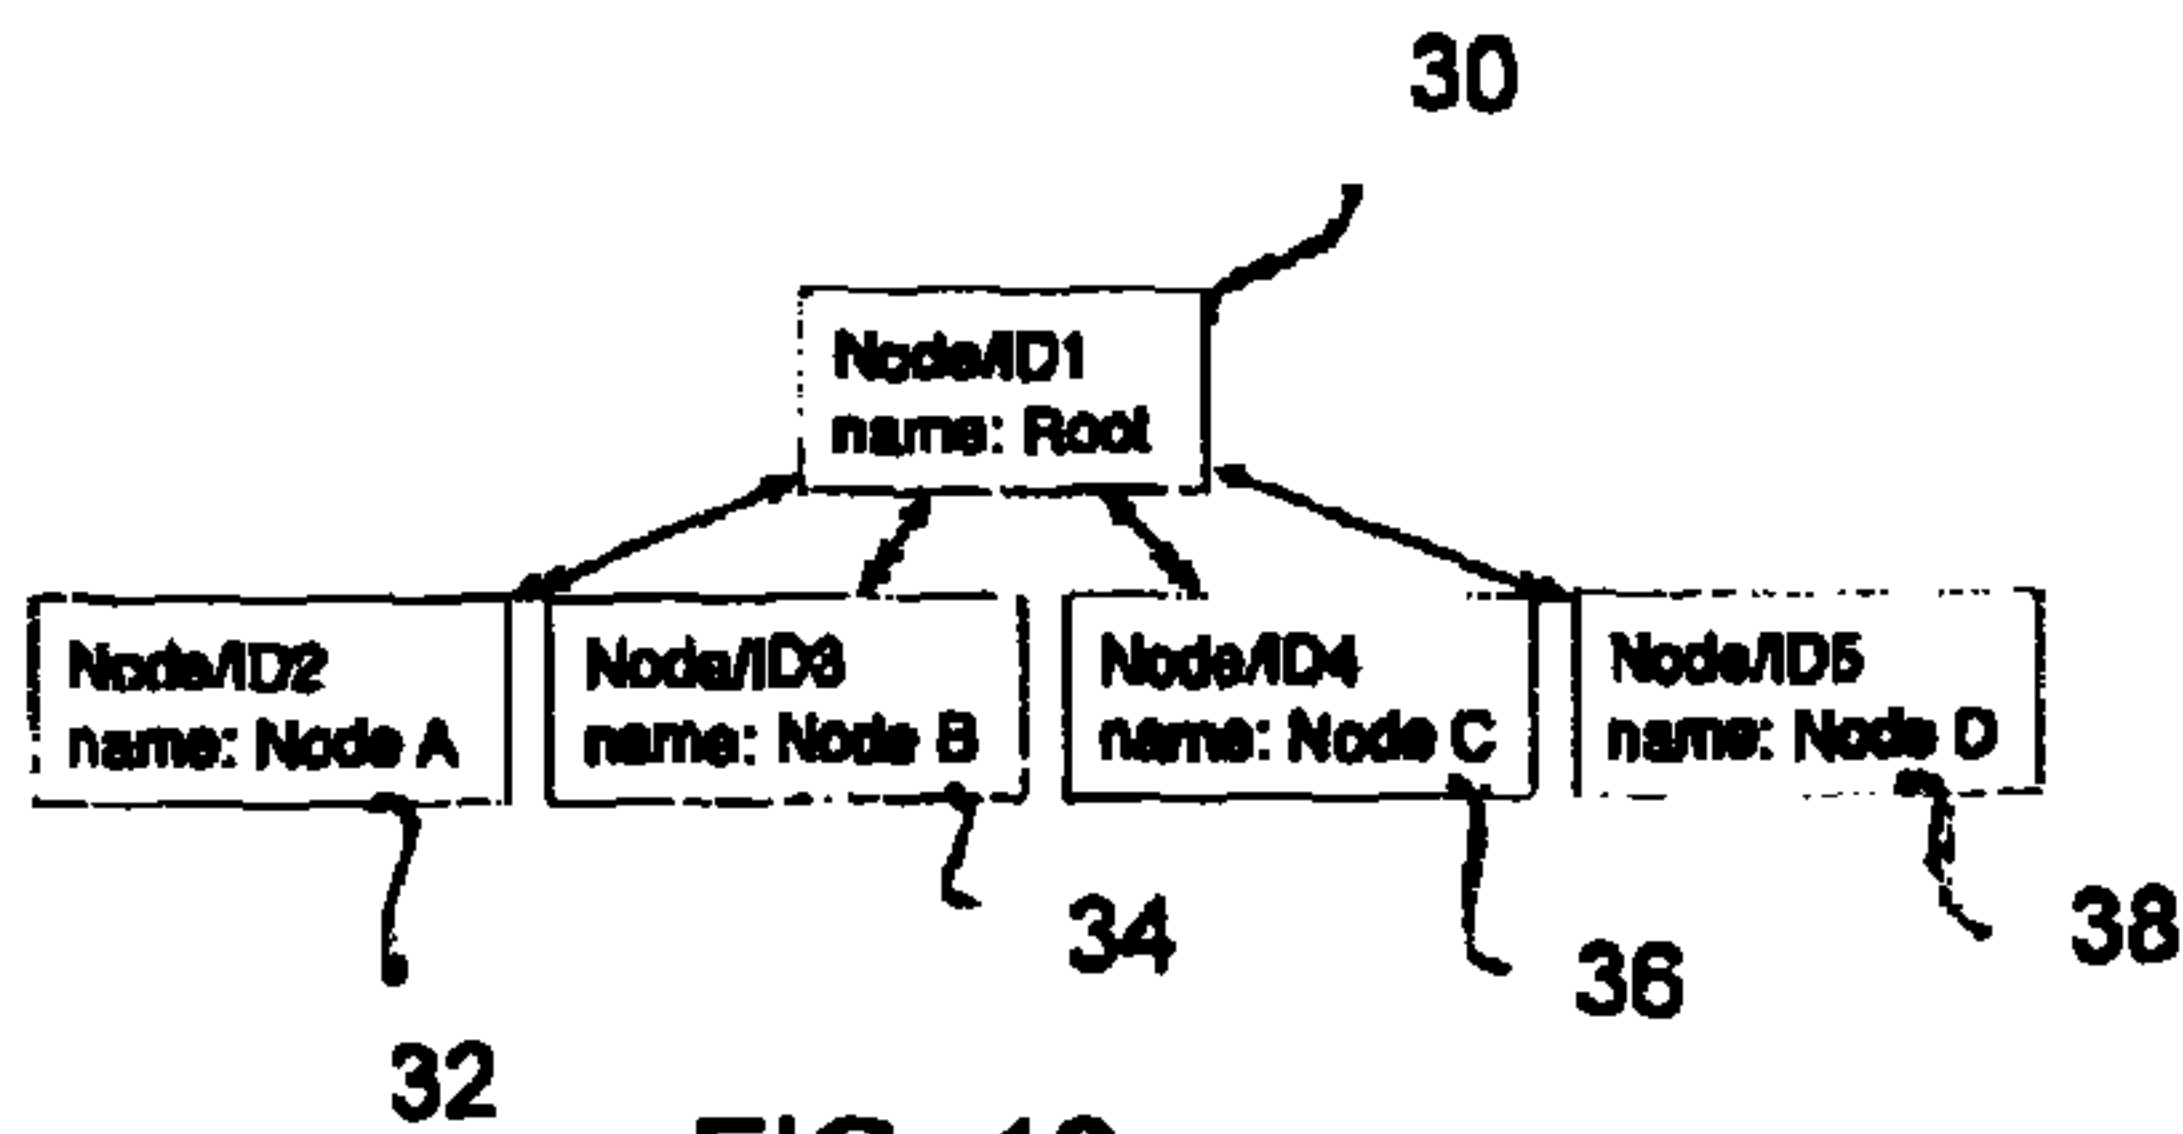 30
Node/ID1
name: Root
Node/ID2
name: Node A
Node/ID3
name: Node B
Node/ID4
name: Node C
Node/ID5
name: Node D
34
38
36
32